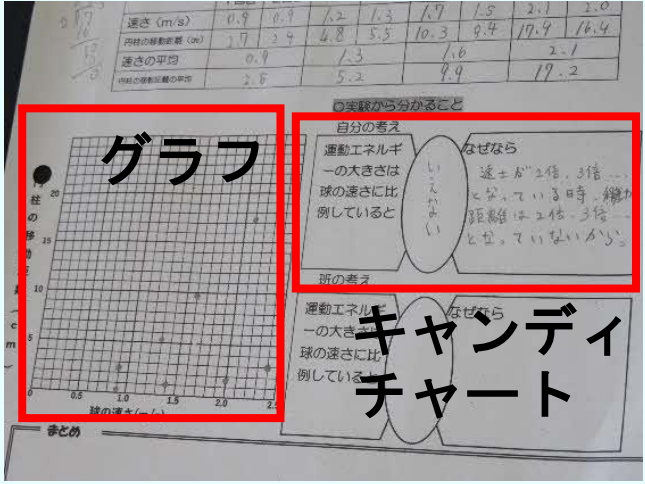 速さ（m/s） 0.9 0.9 1.2 1.3 1.7 1.5 2.1 2.0
円柱の移動距離（cm） 2.7 2.9 4.8 5.5 10.3 9.4 17.9 16.4
速さの平均 0.9 1.3 1.6 2.1
円柱の移動距離の平均 2.8 5.2 9.9 17.2
○実験から分かること
自分の考え
グラフ
運動エネルギ
ーの大きさは
球の速さに比
例していると
いえない
なぜなら
速さが2倍、3倍…
となっている時、
距離は2倍、3倍…
となっていないから。
班の考え
運動エネルギ
ーの大きさは
球の速さに比
例していると
なぜなら
キャンディ
チャート
円柱の移動距離（cm）
20
15
10
5
0 0.5 1.0 1.5 2.0 2.5
球の速さ(m/s)
まとめ